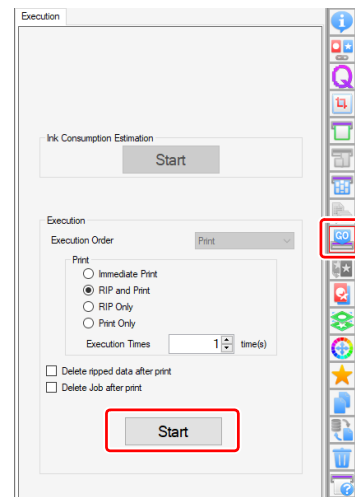 Execution
Ink Consumption Estimation
Start
Execution
Execution Order Print
Print
Immediate Print
RIP and Print
RIP Only
Print Only
Execution Times 1 time(s)
Delete ripped data after print
Delete Job after print
Start
Q
GO